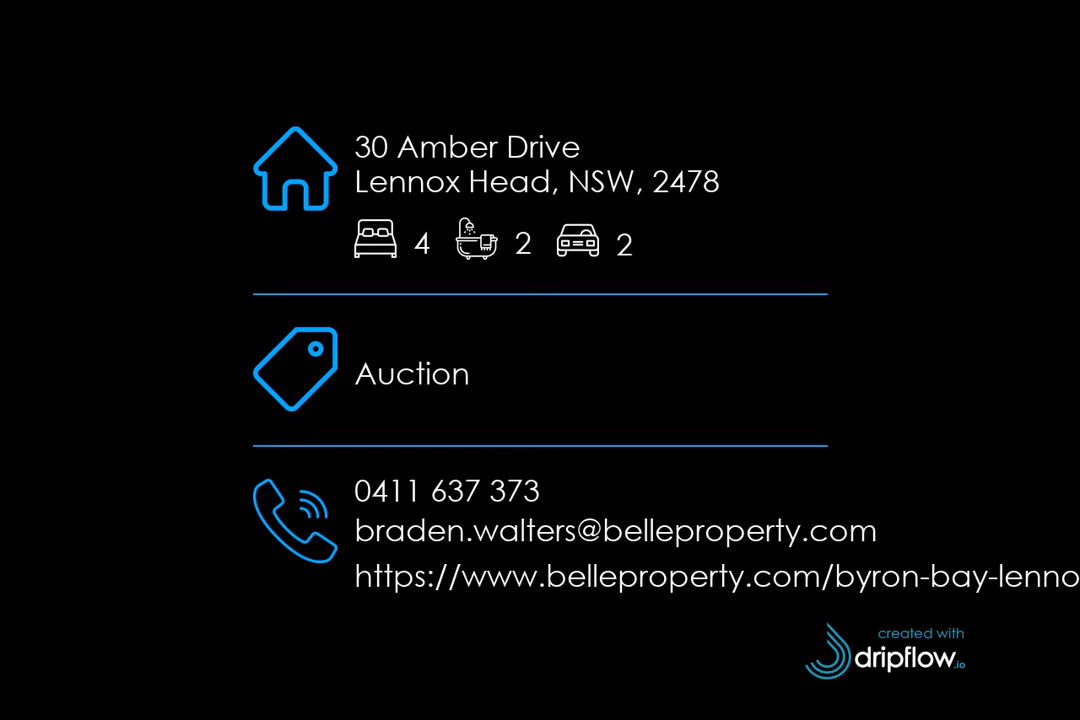 30 Amber Drive
Lennox Head, NSW, 2478
4 2 2
Auction
0411 637 373
braden.walters@belleproperty.com
https://www.belleproperty.com/byron-bay-lenno
created with
dripflow.io